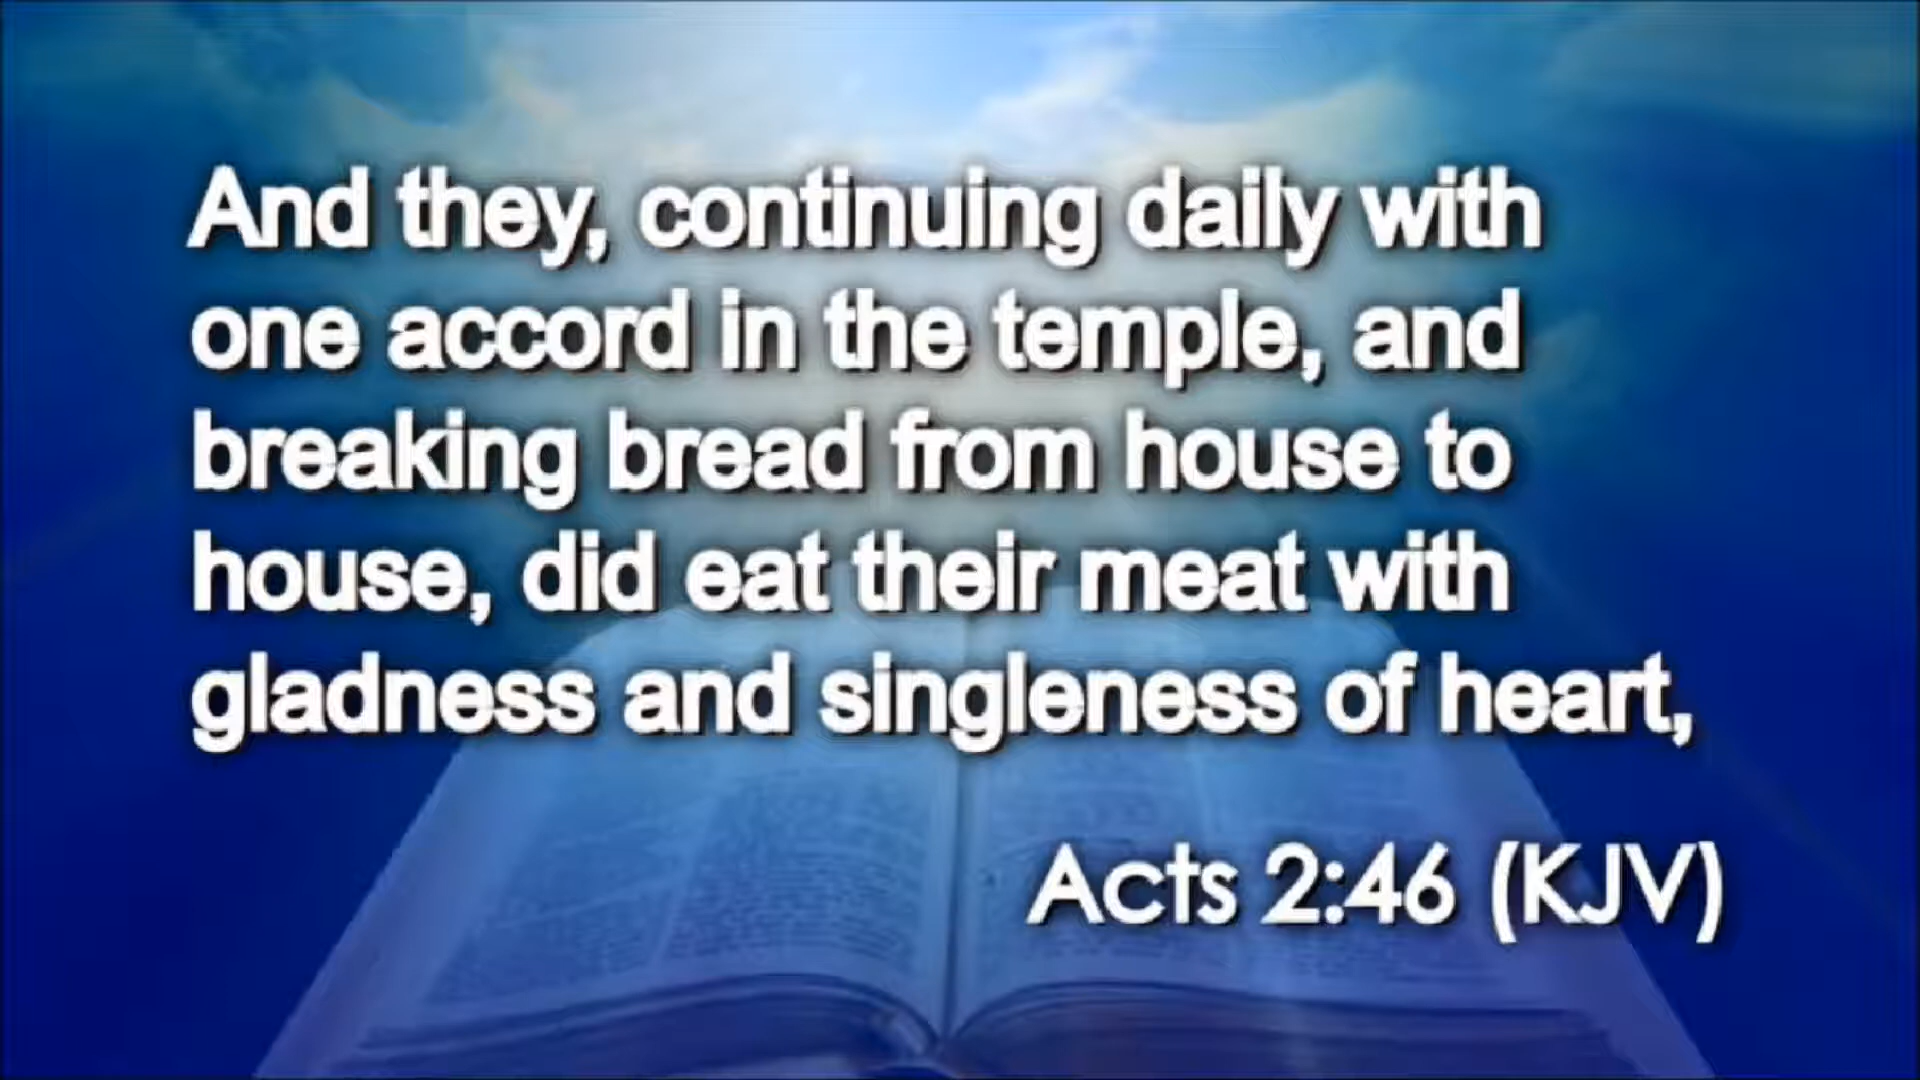 And they, continuing daily with
one accord in the temple, and
breaking bread from house to
house, did eat their meat with
gladness and singleness of heart,
Acts 2:46 (KJV)